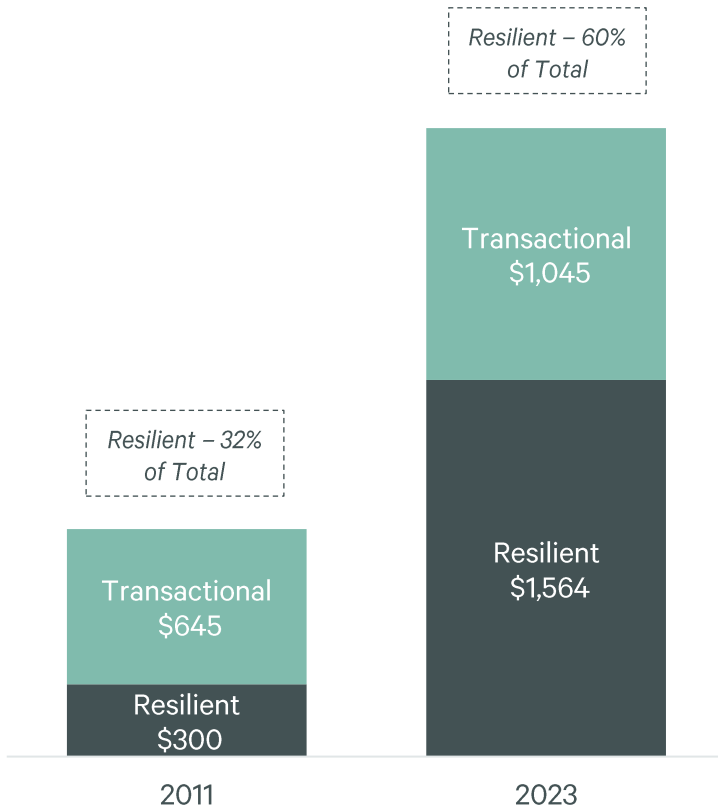 Resilient – 60%
of Total
Transactional
$1,045
Resilient – 32%
of Total
Resilient
$1,564
Transactional
$645
Resilient
$300
2011
2023